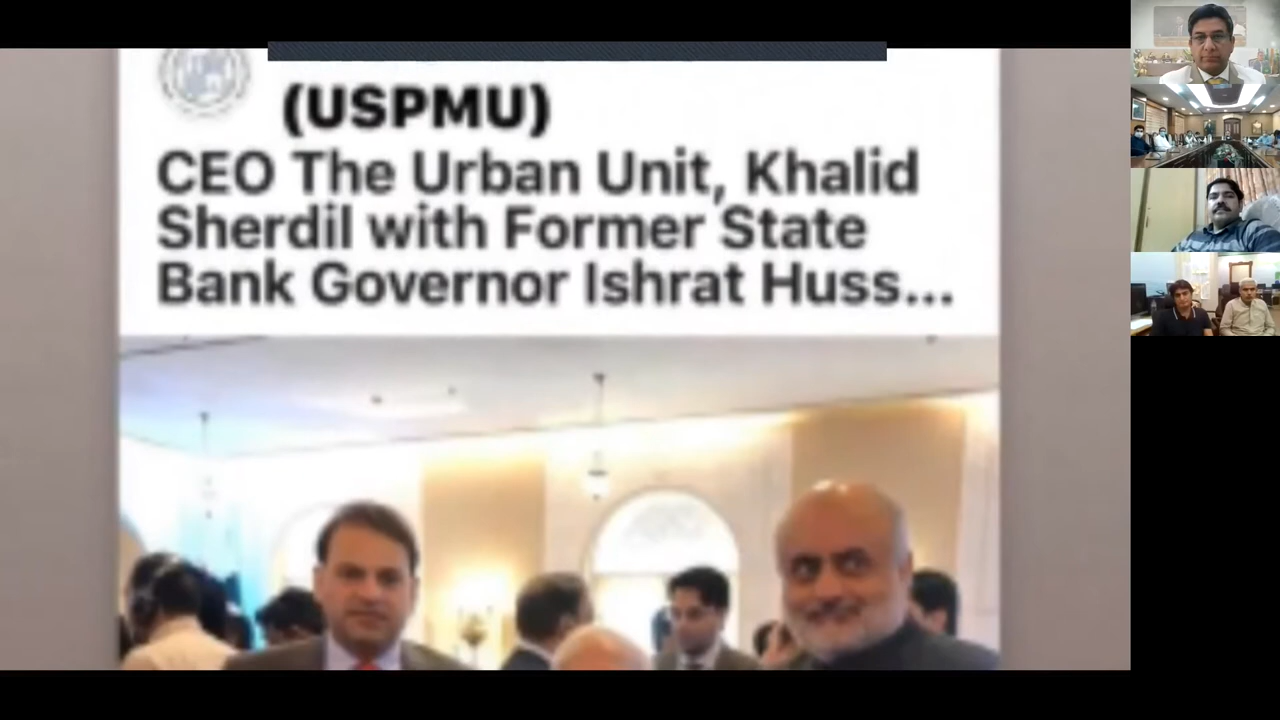 (USPMU)
CEO The Urban Unit, Khalid
Sherdil with Former State
Bank Governor Ishrat Huss...